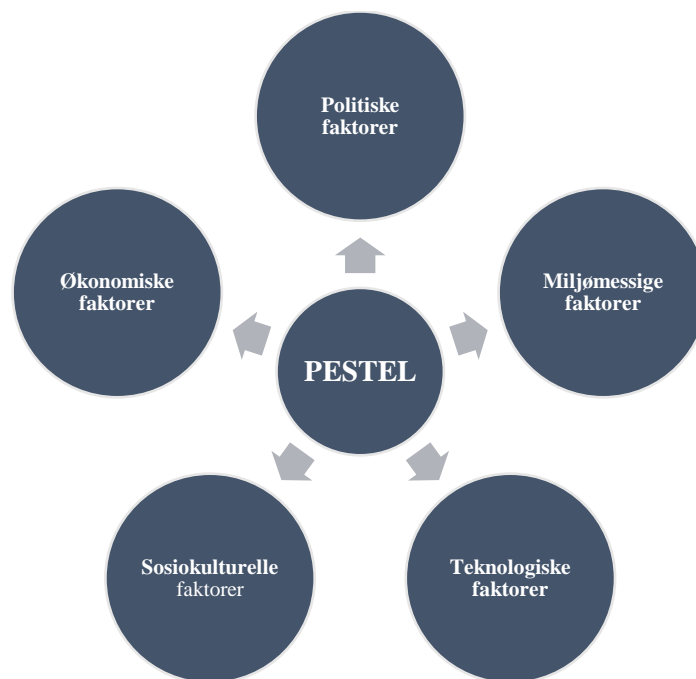 Politiske
faktorer
Økonomiske
faktorer
Miljømessige
faktorer
PESTEL
Sosiokulturelle
faktorer
Teknologiske
faktorer